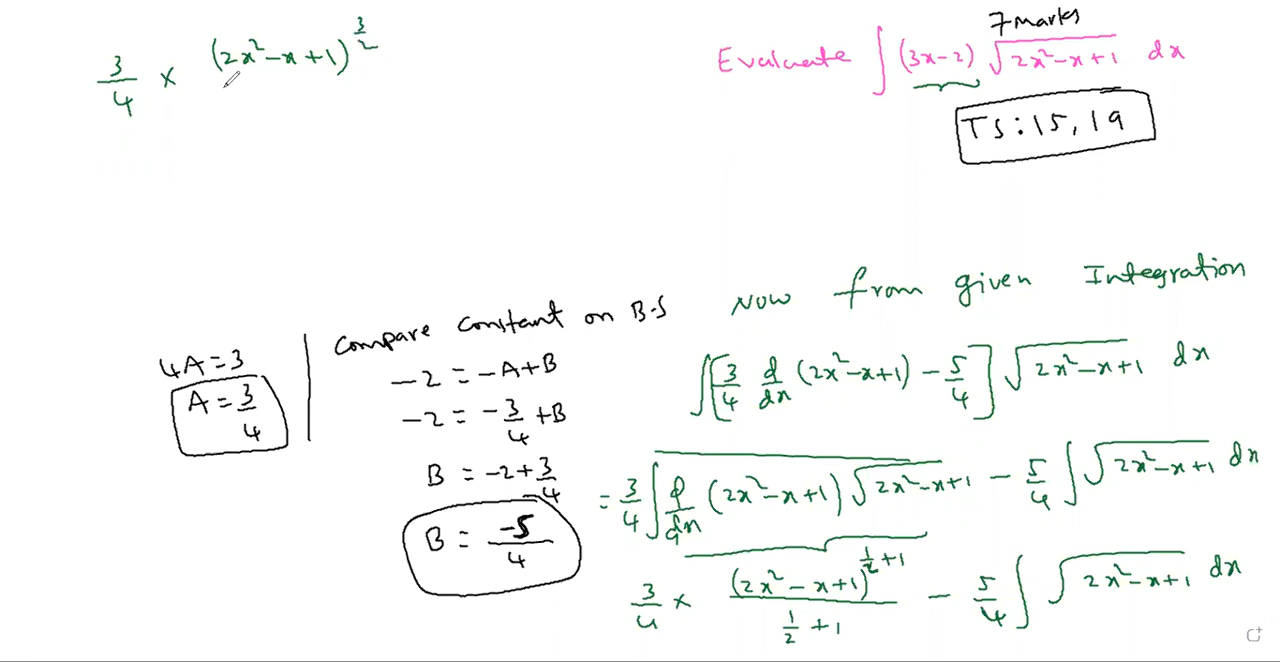 7 marks
Evaluate ∫ (3x-2) √(2x²-x+1) dx
TS: 15, 19
3/4 × (2x²-x+1)^(3/2)
4A=3
A=3/4
Compare constant on B.S
-2 = -A+B
-2 = -3/4 +B
B = -2+3/4
B = -5/4
Now from given Integration
∫[3/4 d/dx (2x²-x+1) - 5/4] √(2x²-x+1) dx
= 3/4 ∫ d/dx (2x²-x+1) √(2x²-x+1) - 5/4 ∫ √(2x²-x+1) dx
3/4 × (2x²-x+1)^(1/2+1) / (1/2+1) - 5/4 ∫ √(2x²-x+1) dx